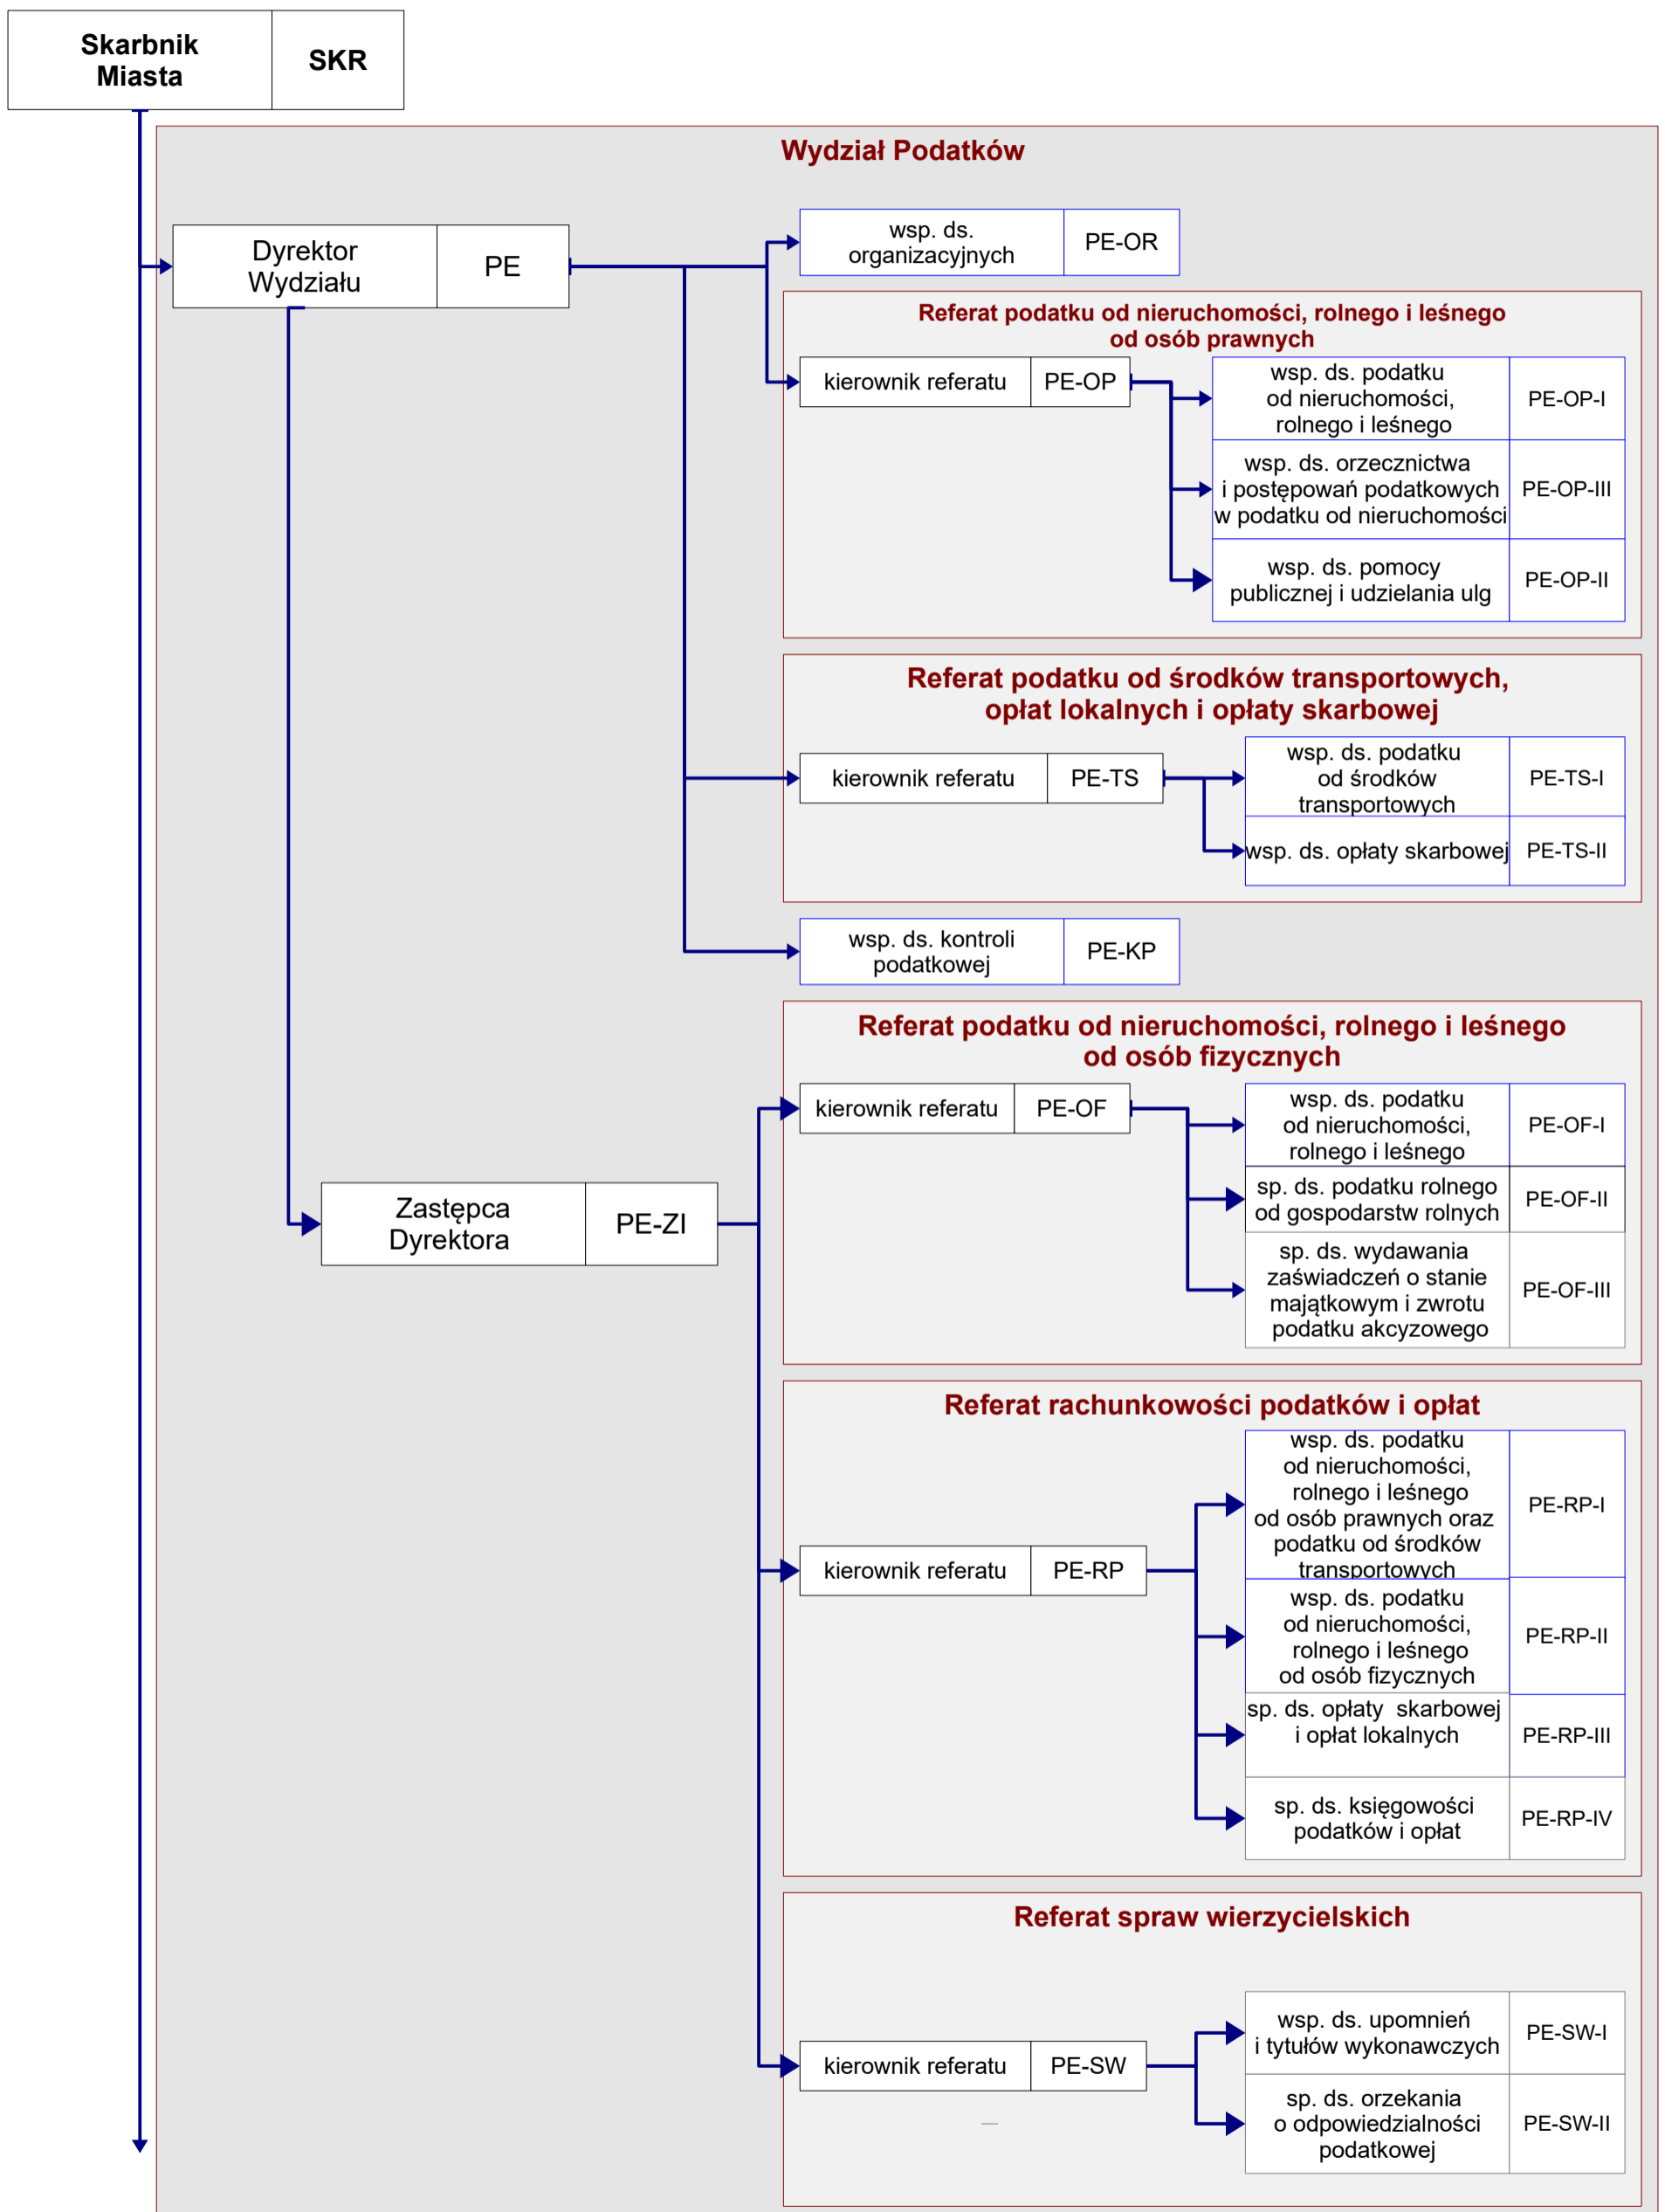 Skarbnik
Miasta
SKR
Wydział Podatków
Dyrektor
Wydziału
PE
wsp. ds.
organizacyjnych
PE-OR
Referat podatku od nieruchomości, rolnego i leśnego
od osób prawnych
kierownik referatu
PE-OP
wsp. ds. podatku
od nieruchomości,
rolnego i leśnego
PE-OP-I
wsp. ds. orzecznictwa
i postępowań podatkowych
w podatku od nieruchomości
PE-OP-III
wsp. ds. pomocy
publicznej i udzielania ulg
PE-OP-II
Referat podatku od środków transportowych,
opłat lokalnych i opłaty skarbowej
kierownik referatu
PE-TS
wsp. ds. podatku
od środków
transportowych
PE-TS-I
wsp. ds. opłaty skarbowej
PE-TS-II
wsp. ds. kontroli
podatkowej
PE-KP
Referat podatku od nieruchomości, rolnego i leśnego
od osób fizycznych
kierownik referatu
PE-OF
wsp. ds. podatku
od nieruchomości,
rolnego i leśnego
PE-OF-I
sp. ds. podatku rolnego
od gospodarstw rolnych
PE-OF-II
sp. ds. wydawania
zaświadczeń o stanie
majątkowym i zwrotu
podatku akcyzowego
PE-OF-III
Zastępca
Dyrektora
PE-ZI
Referat rachunkowości podatków i opłat
kierownik referatu
PE-RP
wsp. ds. podatku
od nieruchomości,
rolnego i leśnego
od osób prawnych oraz
podatku od środków
transportowych
PE-RP-I
wsp. ds. podatku
od nieruchomości,
rolnego i leśnego
od osób fizycznych
PE-RP-II
sp. ds. opłaty skarbowej
i opłat lokalnych
PE-RP-III
sp. ds. księgowości
podatków i opłat
PE-RP-IV
Referat spraw wierzycielskich
kierownik referatu
PE-SW
wsp. ds. upomnień
i tytułów wykonawczych
PE-SW-I
sp. ds. orzekania
o odpowiedzialności
podatkowej
PE-SW-II